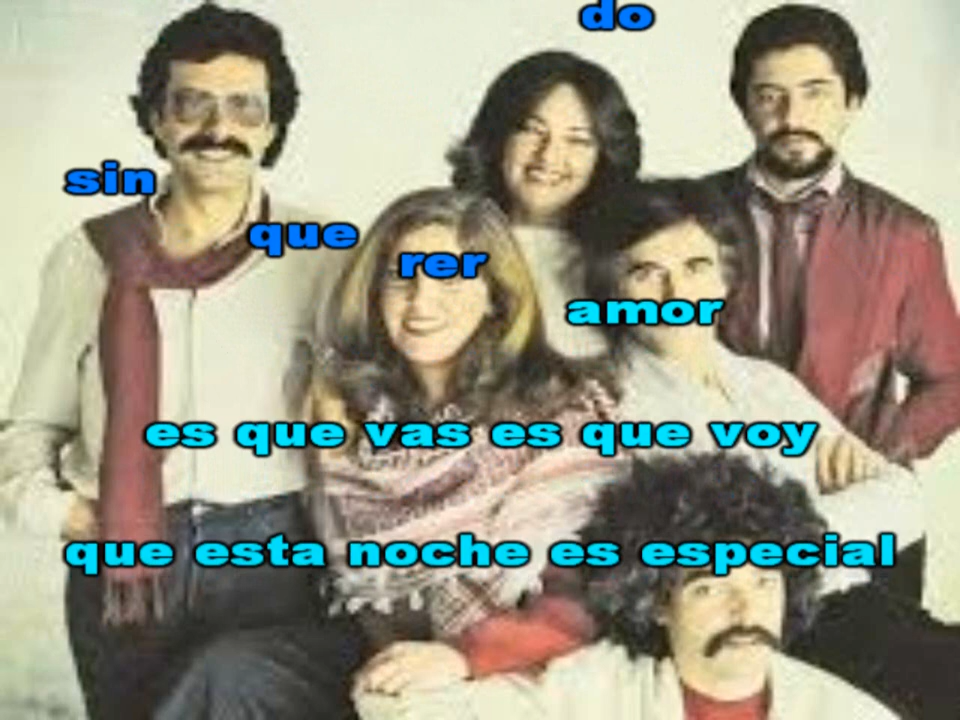 do
sin que rer amor
es que vas es que voy
que esta noche es especial